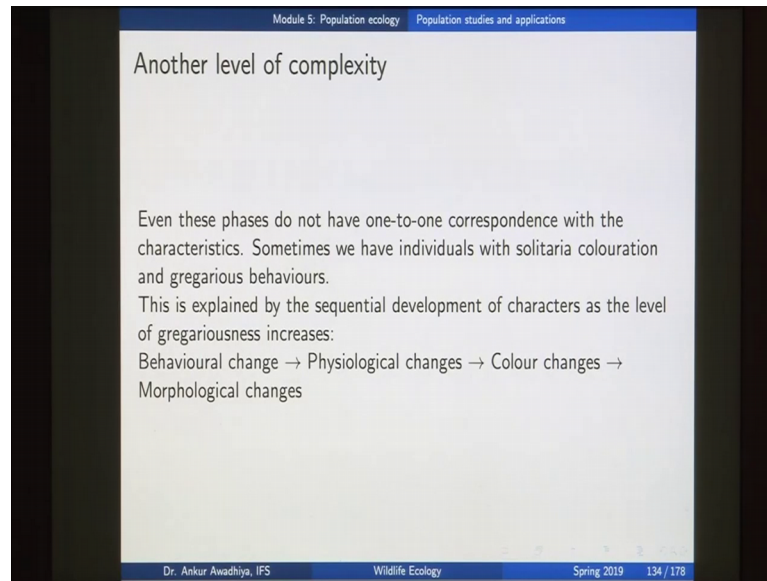 Module 5: Population ecology Population studies and applications
Another level of complexity
Even these phases do not have one-to-one correspondence with the
characteristics. Sometimes we have individuals with solitaria colouration
and gregarious behaviours.
This is explained by the sequential development of characters as the level
of gregariousness increases:
Behavioural change → Physiological changes → Colour changes →
Morphological changes
Dr. Ankur Awadhiya, IFS Wildlife Ecology Spring 2019 134 / 178